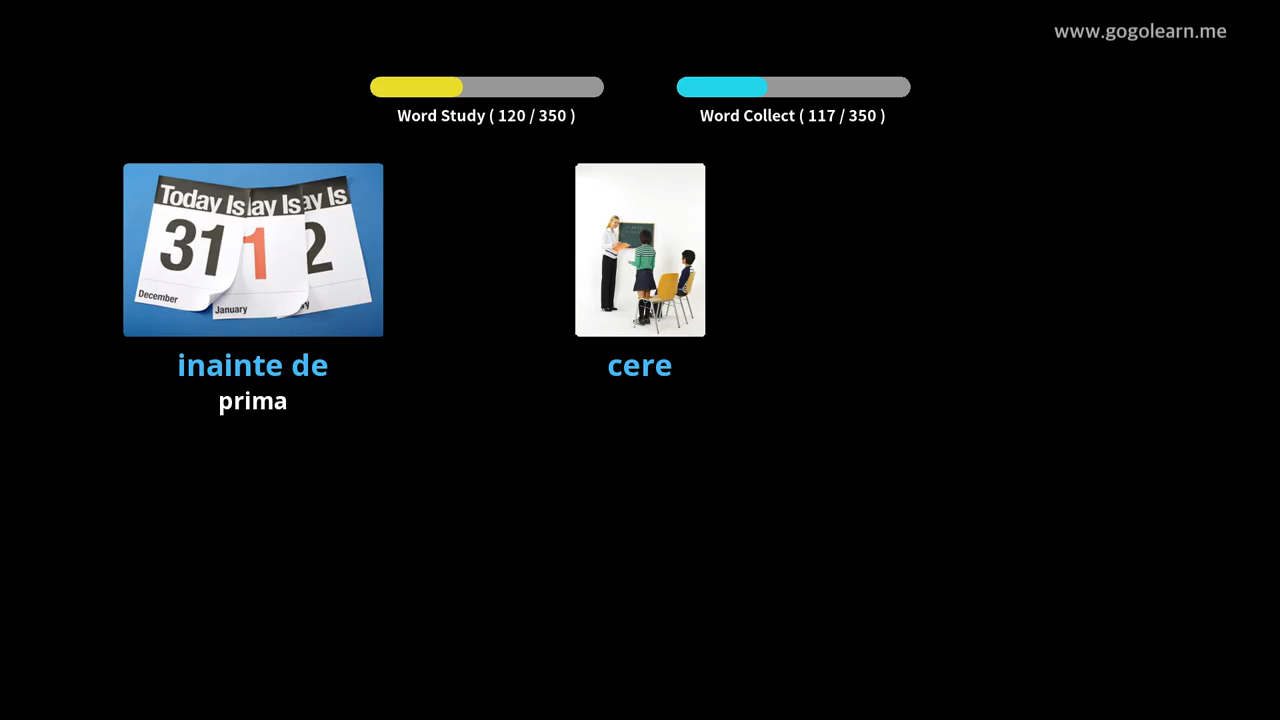 www.gogolearn.me
Word Study ( 120 / 350 )
Word Collect ( 117 / 350 )
Today Is
ay Is
ay Is
31
1
2
December
January
ry
inainte de
cere
prima